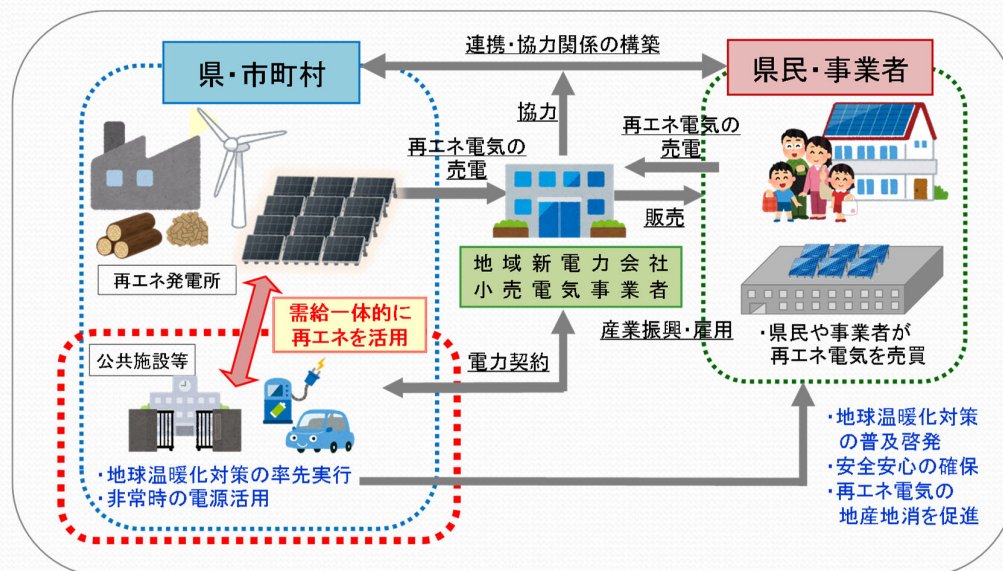 連携・協力関係の構築
県・市町村
県民・事業者
協力
再エネ電気の
売電
再エネ電気の
売電
販売
再エネ発電所
地域新電力会社
小売電気事業者
需給一体的に
再エネを活用
産業振興・雇用
・県民や事業者が
再エネ電気を売買
公共施設等
電力契約
・地球温暖化対策の率先実行
・非常時の電源活用
・地球温暖化対策
の普及啓発
・安全安心の確保
・再エネ電気の
地産地消を促進